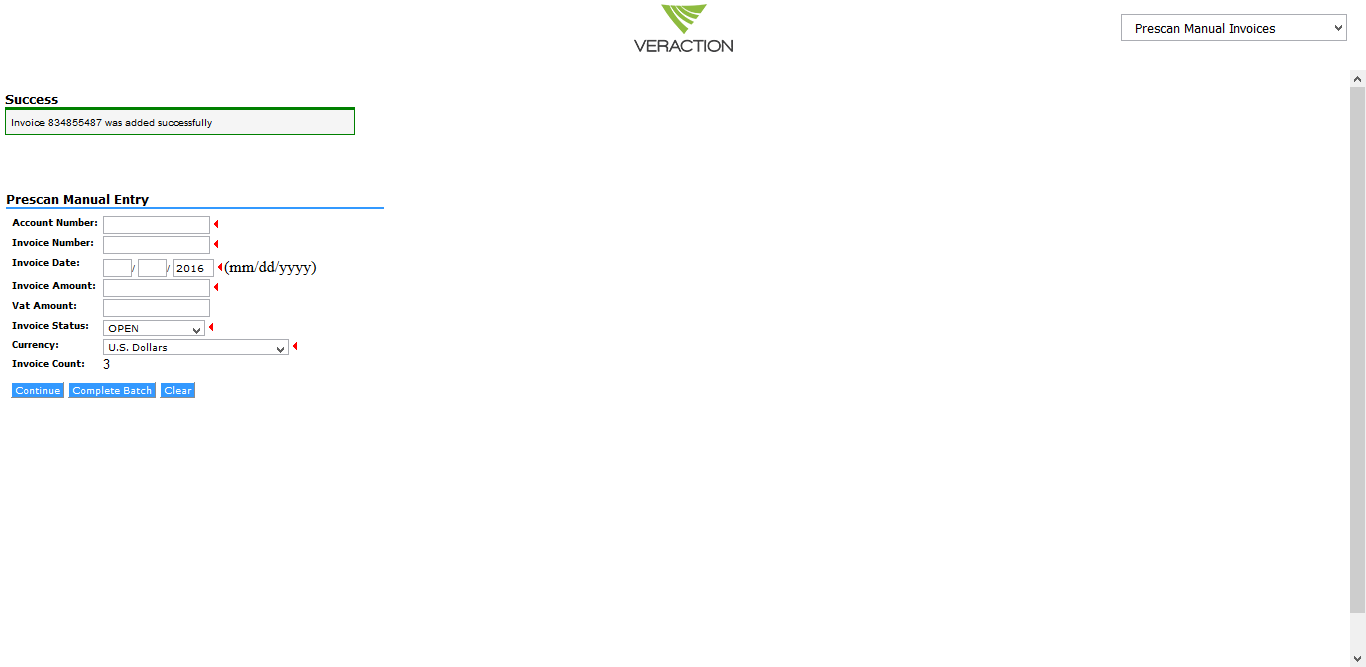 VERACTION
Prescan Manual Invoices
Success
Invoice 834855487 was added successfully
Prescan Manual Entry
Account Number:
Invoice Number:
Invoice Date: / / 2016 (mm/dd/yyyy)
Invoice Amount:
Vat Amount:
Invoice Status: OPEN
Currency: U.S. Dollars
Invoice Count: 3
Continue Complete Batch Clear